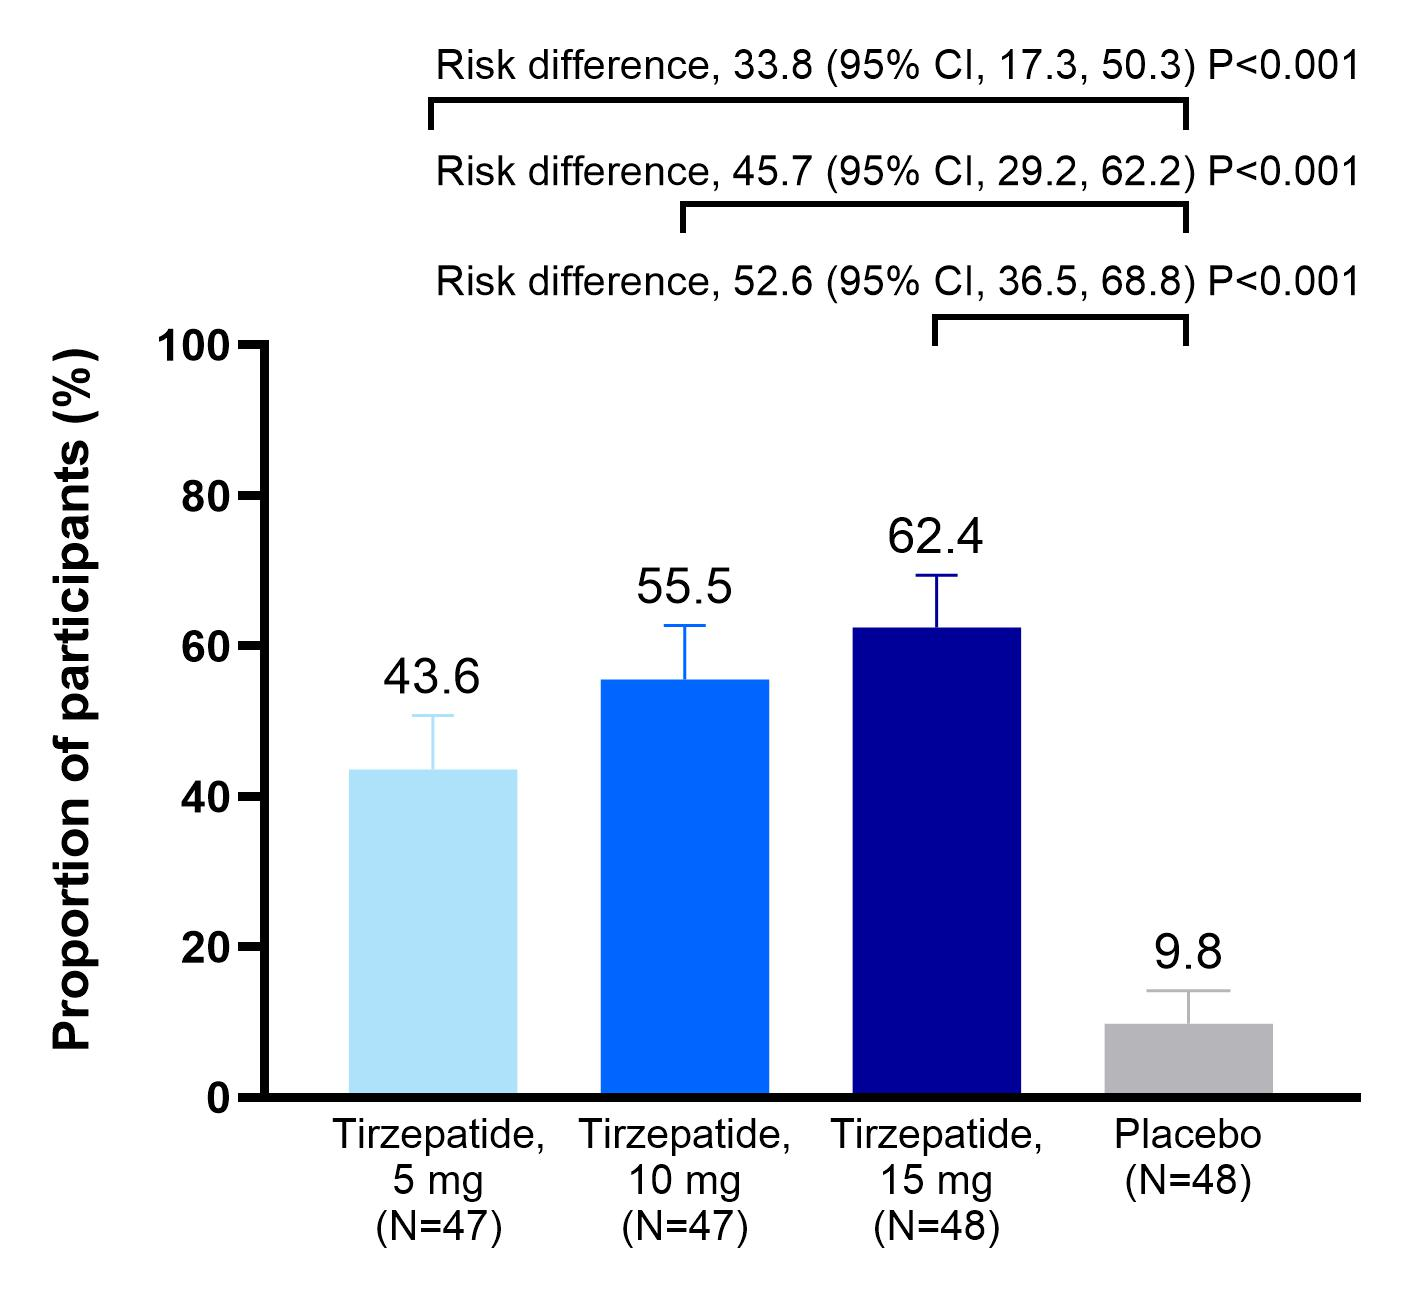 Risk difference, 33.8 (95% CI, 17.3, 50.3) P<0.001
Risk difference, 45.7 (95% CI, 29.2, 62.2) P<0.001
Risk difference, 52.6 (95% CI, 36.5, 68.8) P<0.001
Proportion of participants (%)
100
80
60
40
20
0
43.6
55.5
62.4
9.8
Tirzepatide,
5 mg
(N=47)
Tirzepatide,
10 mg
(N=47)
Tirzepatide,
15 mg
(N=48)
Placebo
(N=48)